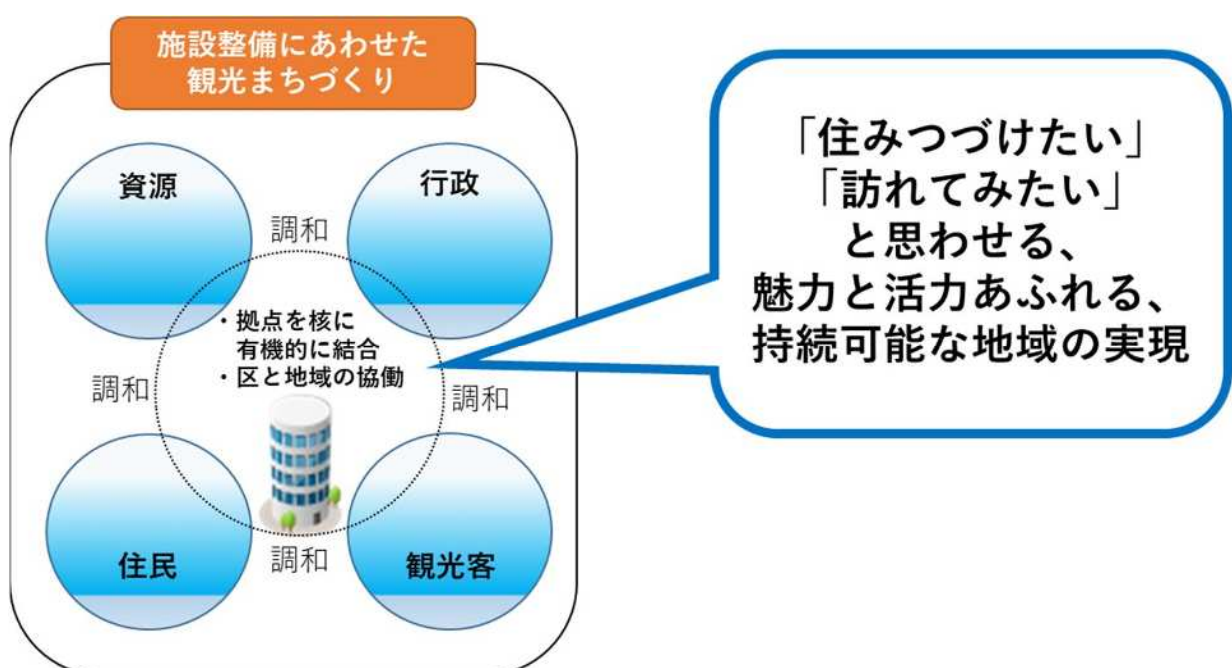 施設整備にあわせた
観光まちづくり
資源
行政
調和
・拠点を核に
有機的に結合
・区と地域の協働
調和
調和
住民
調和
観光客
「住みつづけたい」
「訪れてみたい」
と思わせる、
魅力と活力あふれる、
持続可能な地域の実現